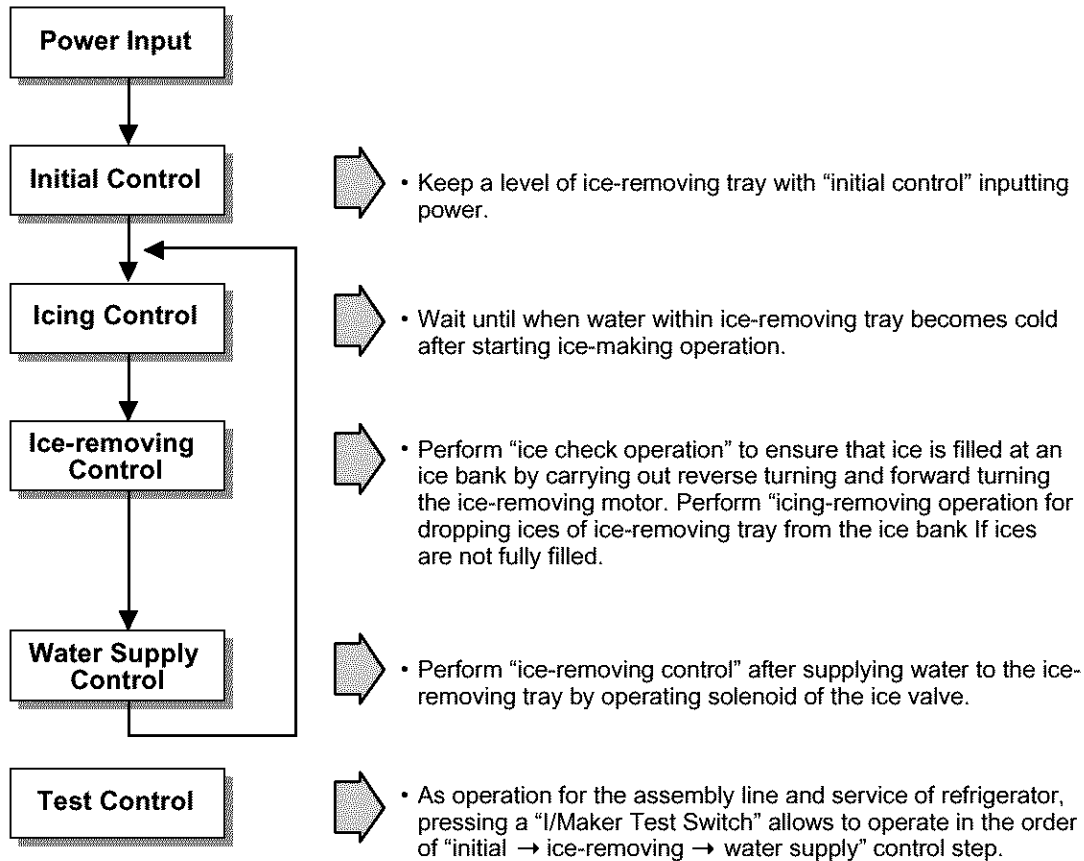 Power Input
Initial Control
• Keep a level of ice-removing tray with “initial control” inputting
power.
Icing Control
• Wait until when water within ice-removing tray becomes cold
after starting ice-making operation.
Ice-removing
Control
• Perform “ice check operation” to ensure that ice is filled at an
ice bank by carrying out reverse turning and forward turning
the ice-removing motor. Perform “icing-removing operation for
dropping ices of ice-removing tray from the ice bank If ices
are not fully filled.
Water Supply
Control
• Perform “ice-removing control” after supplying water to the ice-
removing tray by operating solenoid of the ice valve.
Test Control
• As operation for the assembly line and service of refrigerator,
pressing a “I/Maker Test Switch” allows to operate in the order
of “initial → ice-removing → water supply” control step.